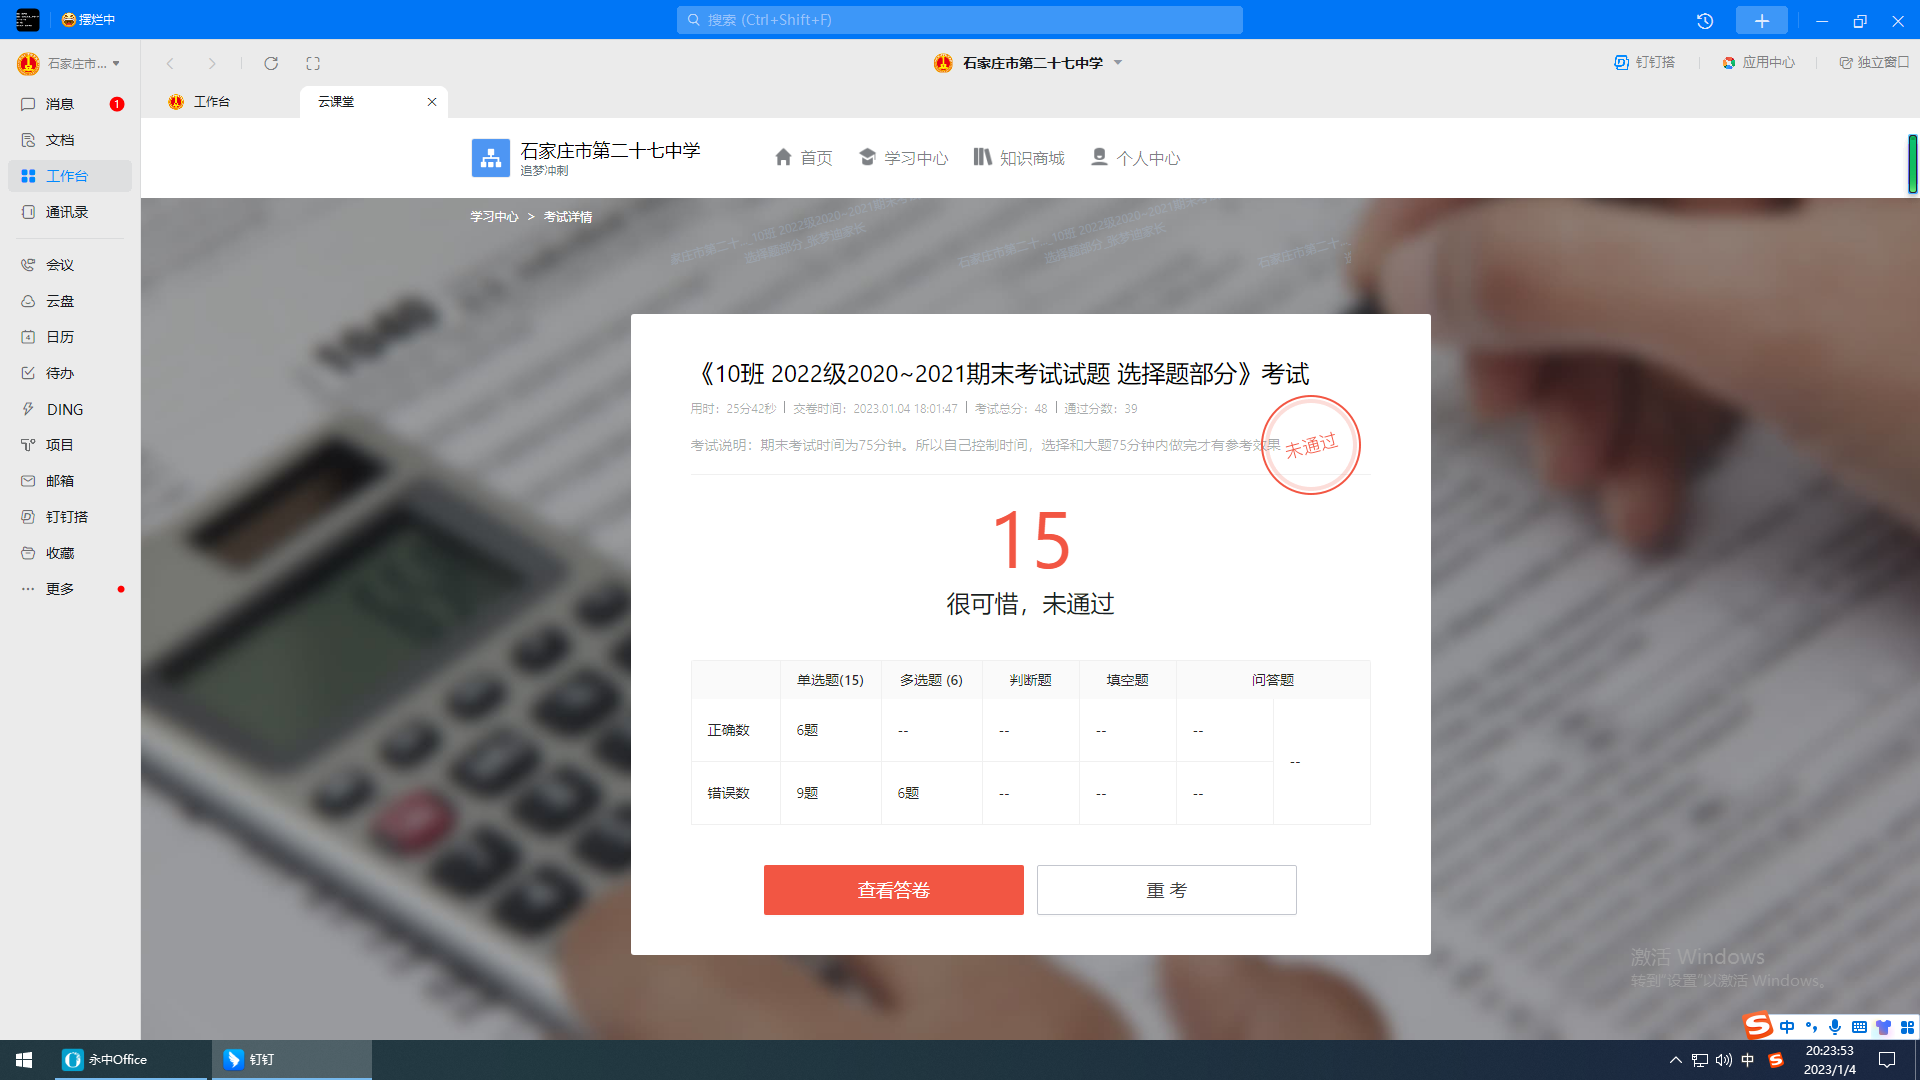 摆烂中
搜索 (Ctrl+Shift+F)
石家庄市...
石家庄市第二十七中学
钉钉搭
应用中心
独立窗口
消息
1
文档
工作台
通讯录
会议
云盘
4
日历
待办
DING
项目
邮箱
钉钉搭
收藏
更多
工作台
云课堂
石家庄市第二十七中学
追梦冲刺
首页
学习中心
知识商城
个人中心
学习中心 > 考试详情
《10班 2022级2020~2021期末考试试题 选择题部分》考试
用时：25分42秒 | 交卷时间：2023.01.04 18:01:47 | 考试总分：48 | 通过分数：39
考试说明：期末考试时间为75分钟。所以自己控制时间，选择和大题75分钟内做完才有参考效果
未通过
15
很可惜，未通过
单选题(15) 多选题 (6) 判断题 填空题 问答题
正确数 6题 -- -- -- -- --
错误数 9题 6题 -- -- --
查看答卷
重 考
激活 Windows
转到"设置"以激活 Windows。
中
永中Office
钉钉
中
20:23:53
2023/1/4